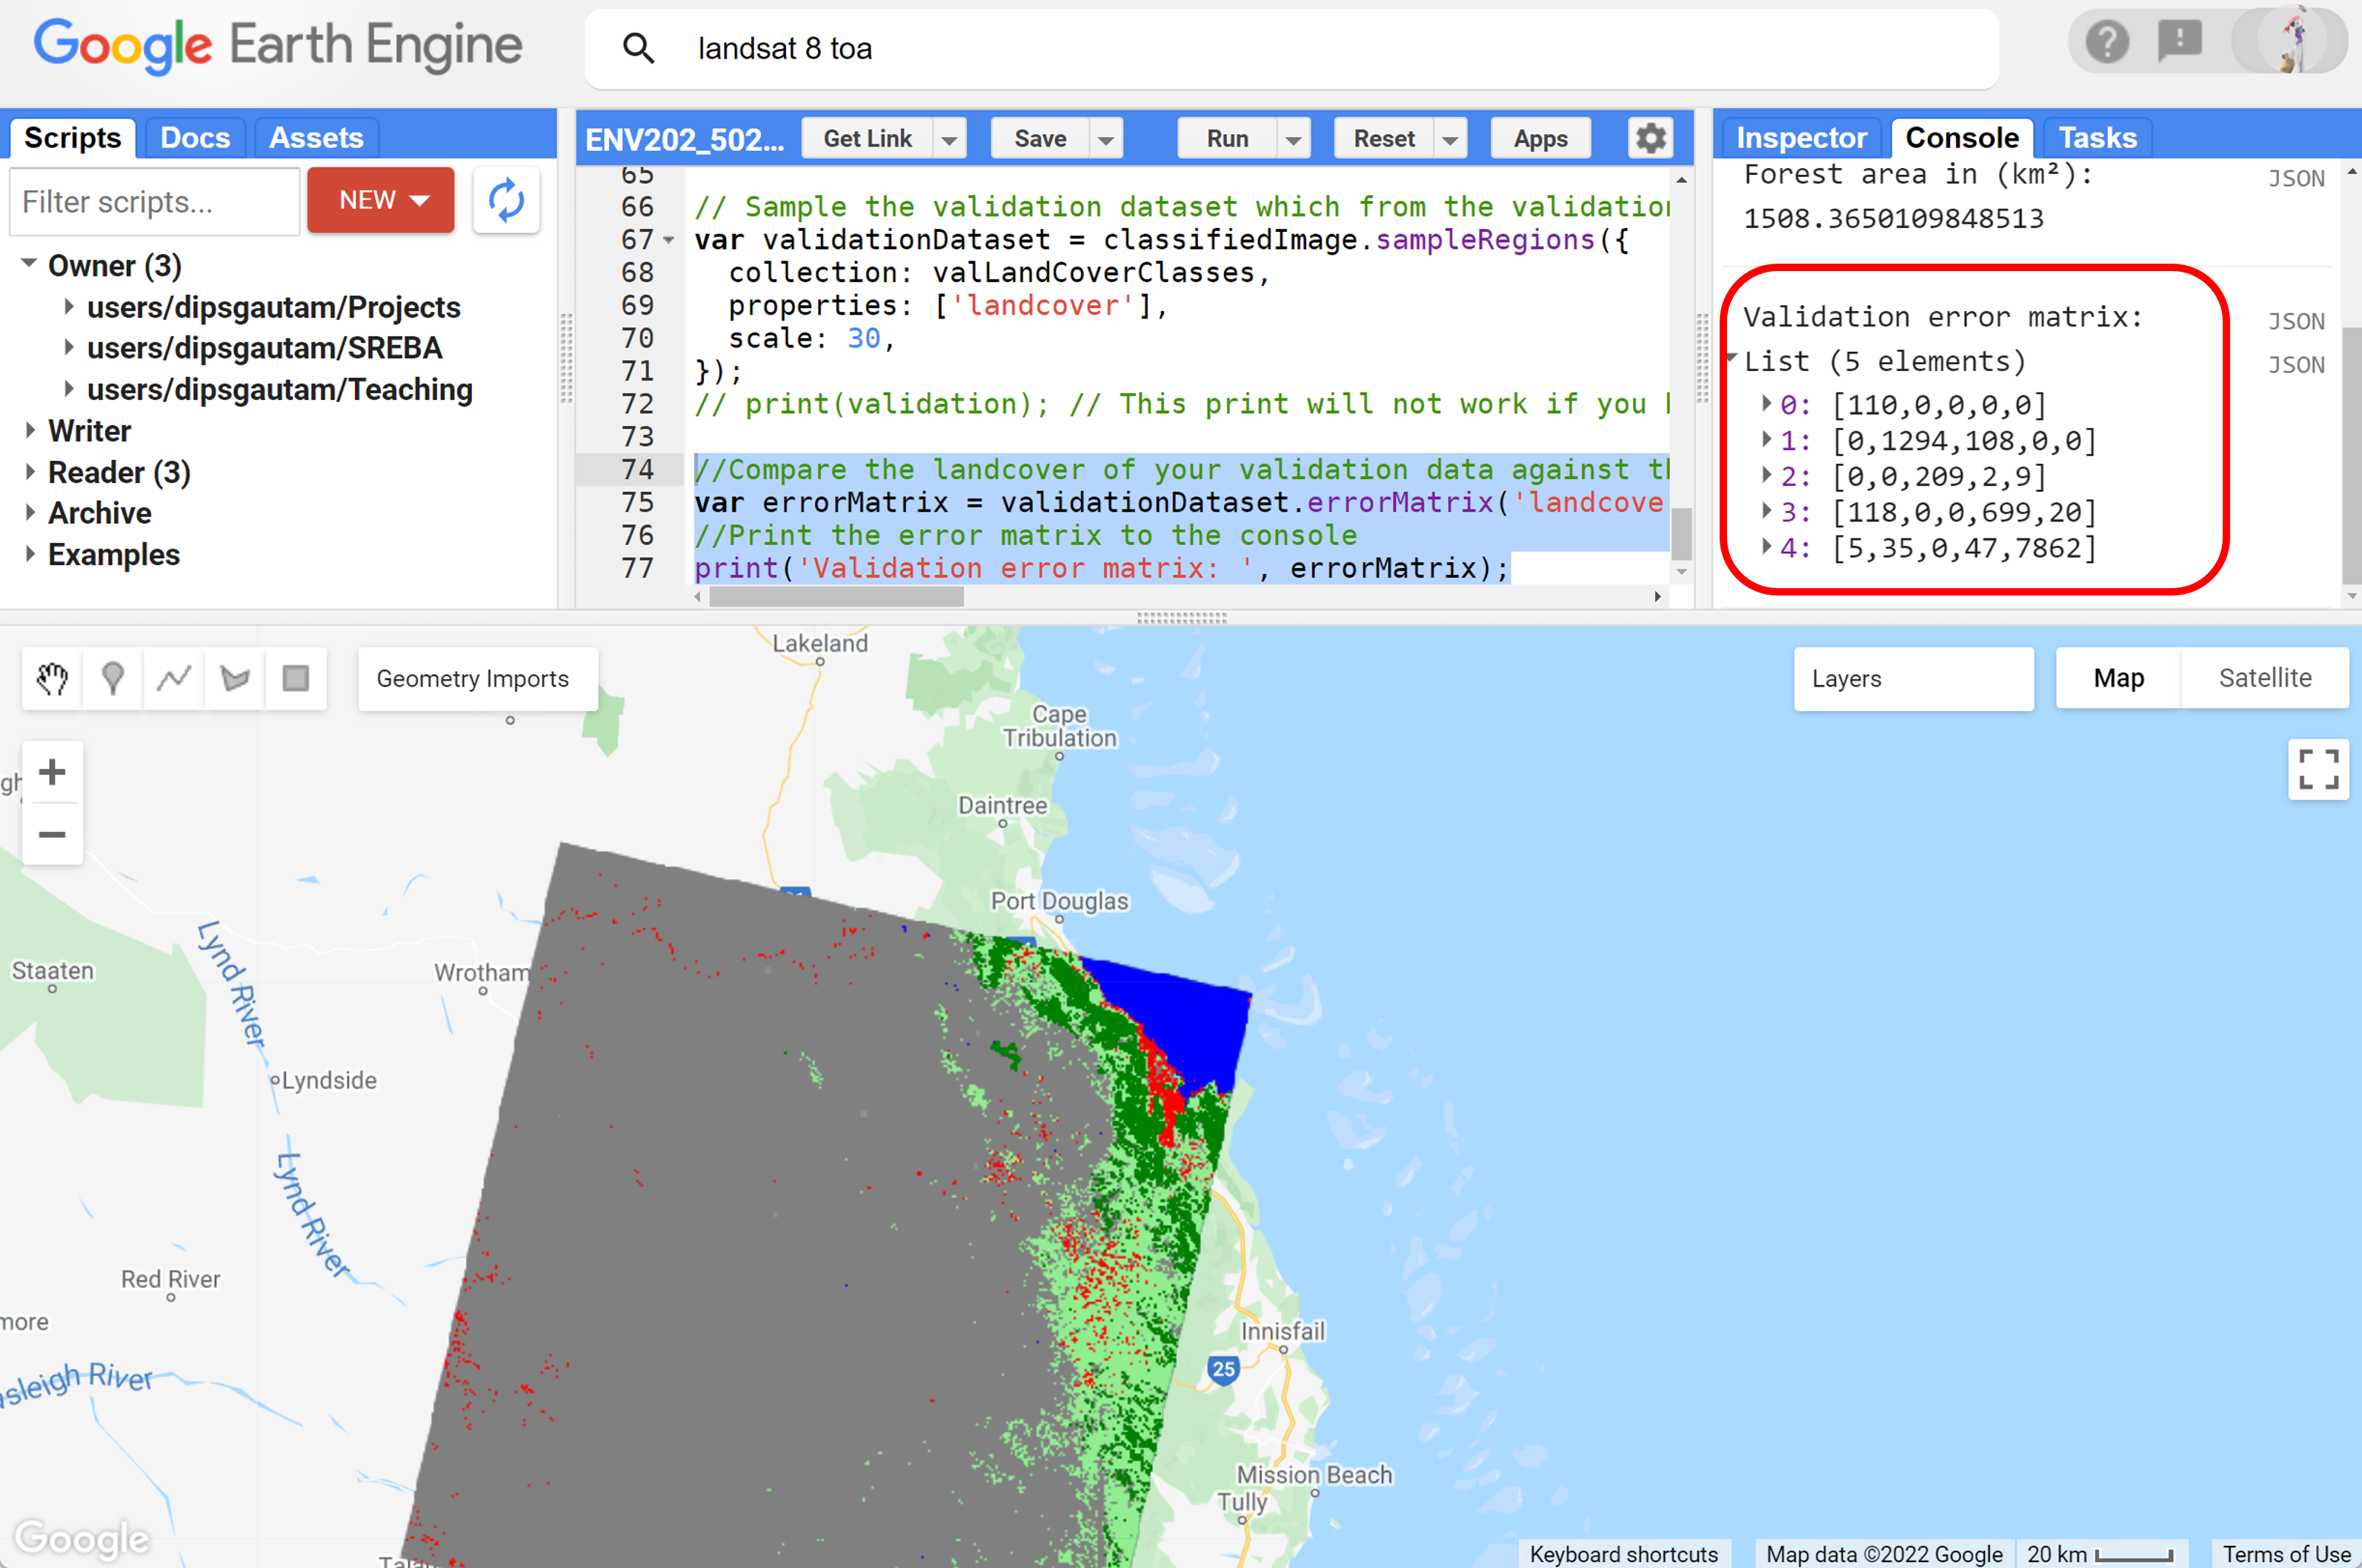 Google Earth Engine
landsat 8 toa
Scripts
Docs
Assets
Filter scripts...
NEW
Owner (3)
users/dipsgautam/Projects
users/dipsgautam/SREBA
users/dipsgautam/Teaching
Writer
Reader (3)
Archive
Examples
ENV202_502...
Get Link
Save
Run
Reset
Apps
65
66 // Sample the validation dataset which from the validation
67 var validationDataset = classifiedImage.sampleRegions({
68 collection: valLandCoverClasses,
69 properties: ['landcover'],
70 scale: 30,
71 });
72 // print(validation); // This print will not work if you
73
74 //Compare the landcover of your validation data against
75 var errorMatrix = validationDataset.errorMatrix('landcove
76 //Print the error matrix to the console
77 print('Validation error matrix: ', errorMatrix);
Inspector
Console
Tasks
Forest area in (km²):
JSON
1508.3650109848513
Validation error matrix:
JSON
List (5 elements)
JSON
0: [110,0,0,0,0]
1: [0,1294,108,0,0]
2: [0,0,209,2,9]
3: [118,0,0,699,20]
4: [5,35,0,47,7862]
Geometry Imports
Layers
Map
Satellite
+
−
Lakeland
Cape
Tribulation
Daintree
Port Douglas
Staaten
Lynd River
Wrotham
Lyndside
Lynd River
Red River
more
asleigh River
Innisfail
25
Mission Beach
Tully
Google
Keyboard shortcuts
Map data ©2022 Google
20 km
Terms of Use